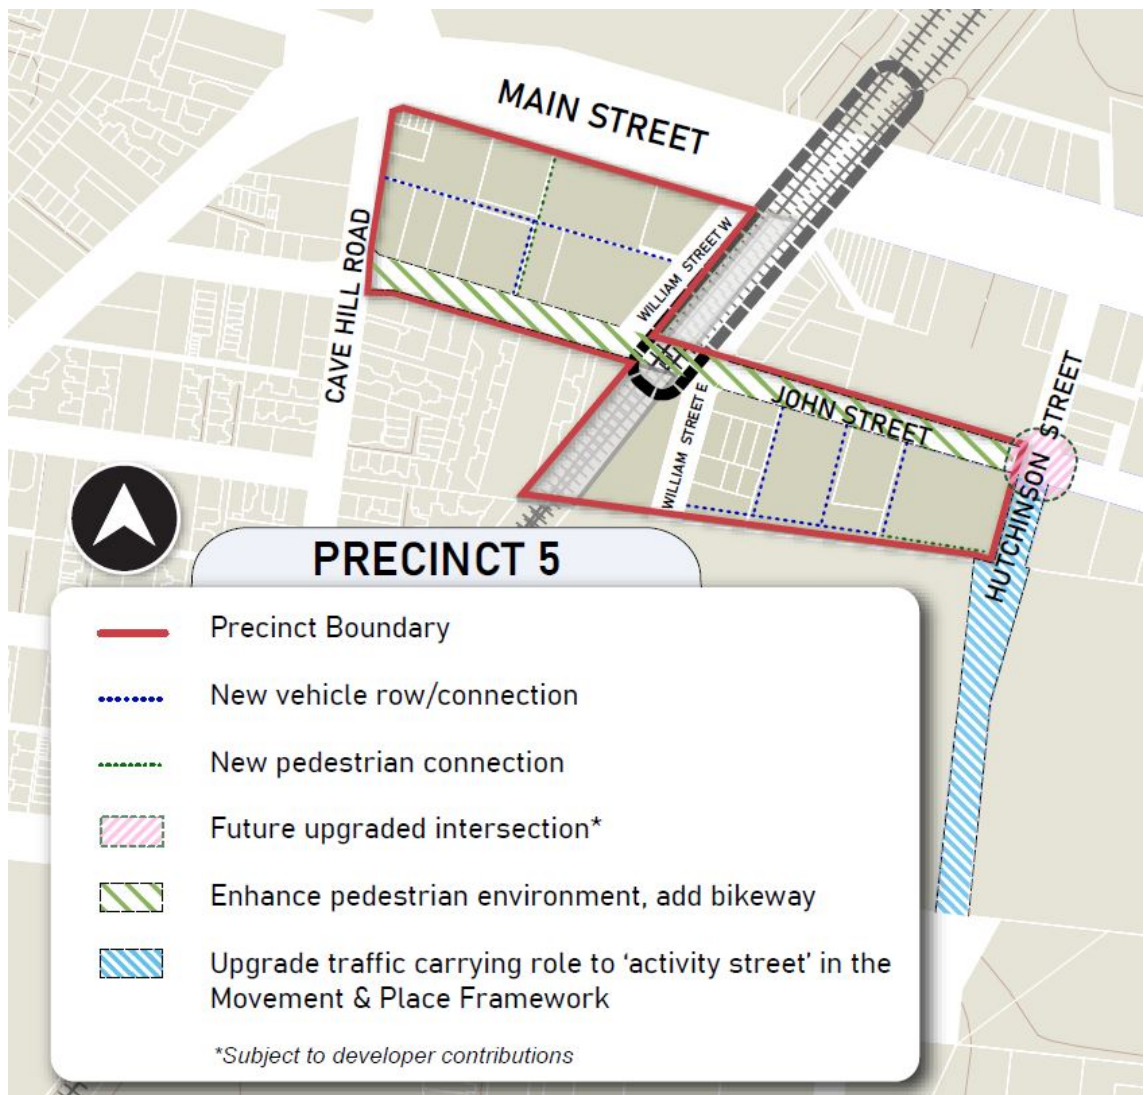 MAIN STREET
WILLIAM STREET W
CAVE HILL ROAD
JOHN STREET
WILLIAM STREET E
HUTCHINSON STREET
PRECINCT 5
Precinct Boundary
New vehicle row/connection
New pedestrian connection
Future upgraded intersection*
Enhance pedestrian environment, add bikeway
Upgrade traffic carrying role to ‘activity street’ in the
Movement & Place Framework
*Subject to developer contributions